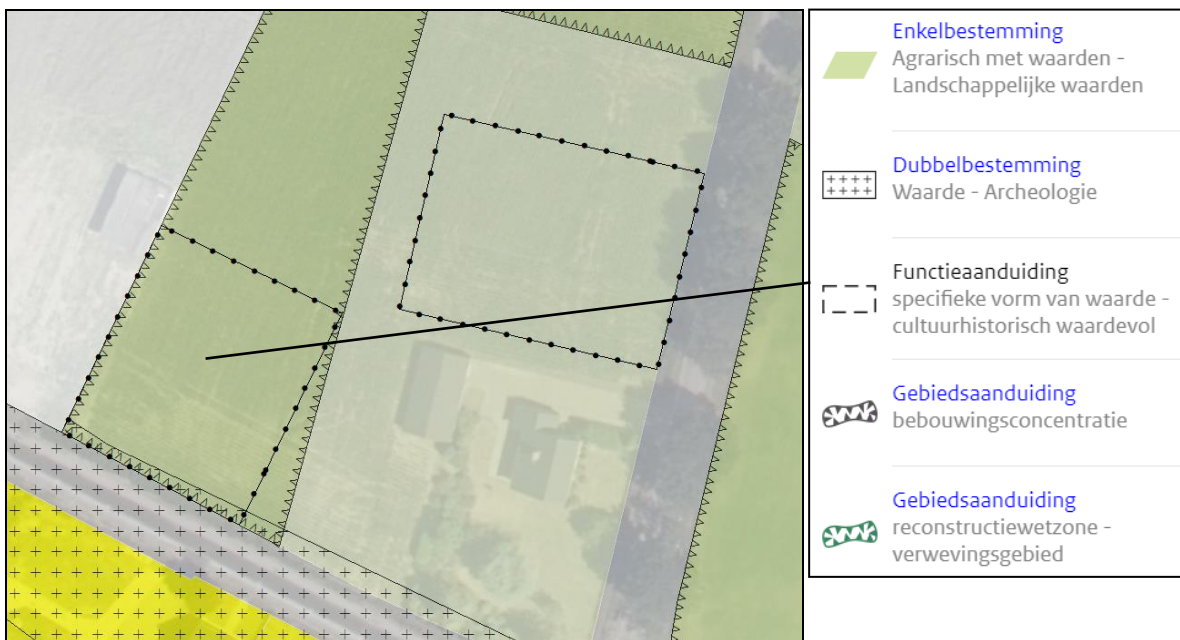 Enkelbestemming
Agrarisch met waarden -
Landschappelijke waarden
Dubbelbestemming
Waarde - Archeologie
Functieaanduiding
specifieke vorm van waarde -
cultuurhistorisch waardevol
Gebiedsaanduiding
bebouwingsconcentratie
Gebiedsaanduiding
reconstructiewetzone -
verwevingsgebied